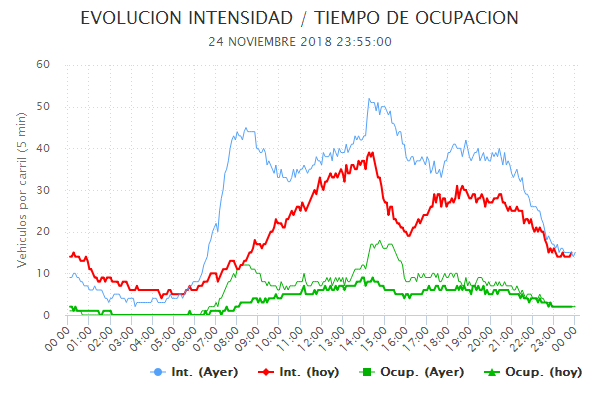 EVOLUCION INTENSIDAD / TIEMPO DE OCUPACION
24 NOVIEMBRE 2018 23:55:00
Vehiculos por carril (5 min)
60
50
40
30
20
10
0
00:00 01:00 02:00 03:00 04:00 05:00 06:00 07:00 08:00 09:00 10:00 11:00 12:00 13:00 14:00 15:00 16:00 17:00 18:00 19:00 20:00 21:00 22:00 23:00 00:00
Int. (Ayer) Int. (hoy) Ocup. (Ayer) Ocup. (hoy)